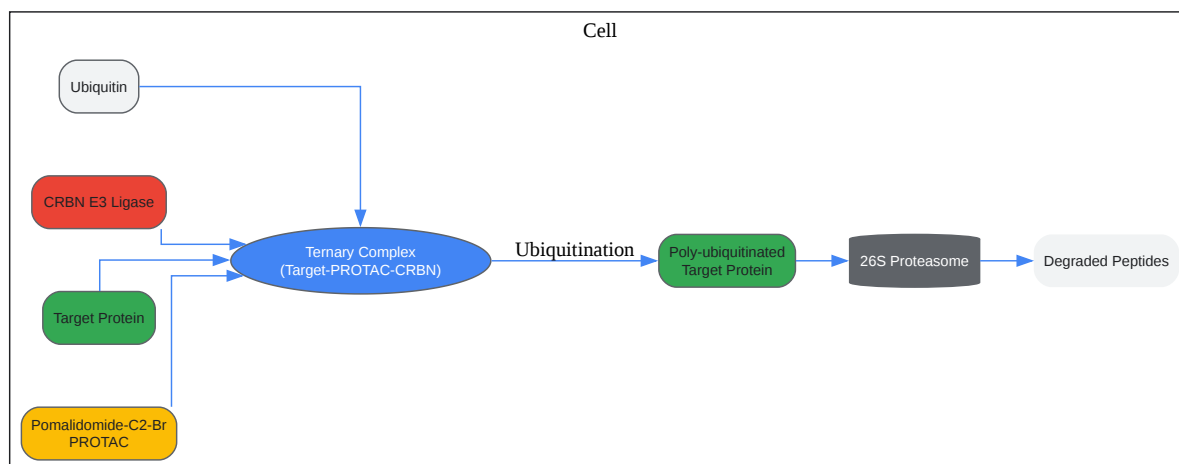 Cell
Ubiquitin
CRBN E3 Ligase
Target Protein
Pomalidomide-C2-Br
PROTAC
Ternary Complex
(Target-PROTAC-CRBN)
Ubiquitination
Poly-ubiquitinated
Target Protein
26S Proteasome
Degraded Peptides